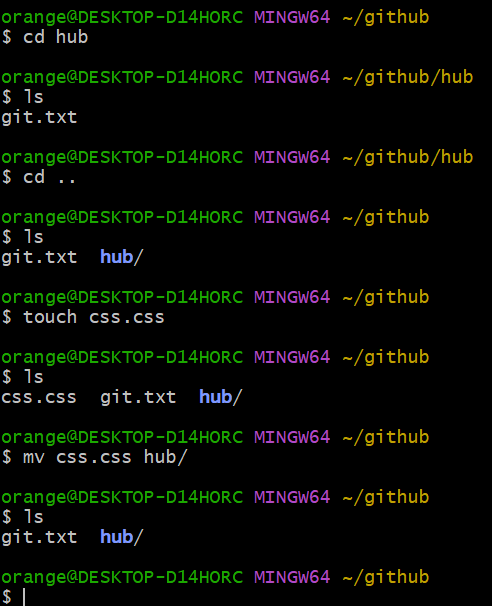 orange@DESKTOP-D14HORC MINGW64 ~/github
$ cd hub
orange@DESKTOP-D14HORC MINGW64 ~/github/hub
$ ls
git.txt
orange@DESKTOP-D14HORC MINGW64 ~/github/hub
$ cd ..
orange@DESKTOP-D14HORC MINGW64 ~/github
$ ls
git.txt  hub/
orange@DESKTOP-D14HORC MINGW64 ~/github
$ touch css.css
orange@DESKTOP-D14HORC MINGW64 ~/github
$ ls
css.css  git.txt  hub/
orange@DESKTOP-D14HORC MINGW64 ~/github
$ mv css.css hub/
orange@DESKTOP-D14HORC MINGW64 ~/github
$ ls
git.txt  hub/
orange@DESKTOP-D14HORC MINGW64 ~/github
$